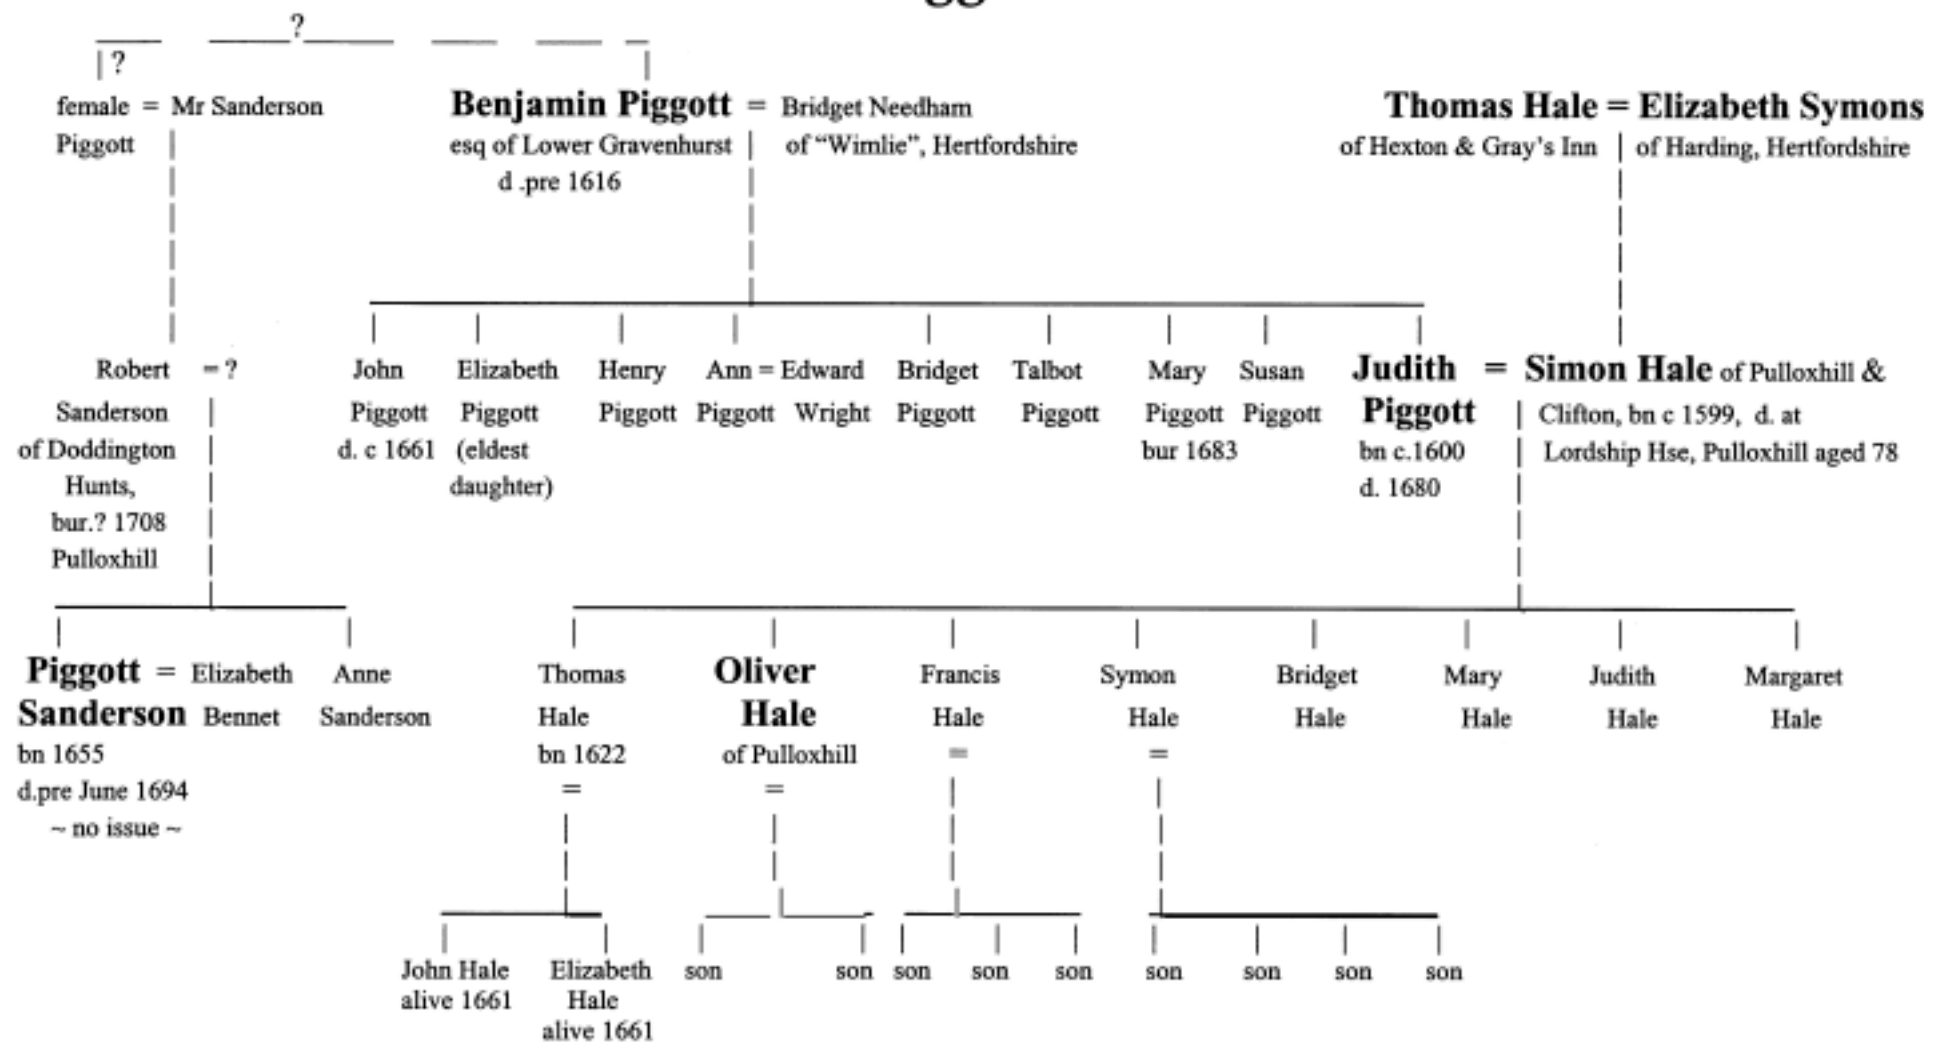 ?
?
female = Mr Sanderson
Piggott
Benjamin Piggott = Bridget Needham
esq of Lower Gravenhurst of “Wimlie”, Hertfordshire
d .pre 1616
Thomas Hale = Elizabeth Symons
of Hexton & Gray’s Inn of Harding, Hertfordshire
Robert = ?
Sanderson
of Doddington
Hunts,
bur.? 1708
Pulloxhill
John
Piggott
d. c 1661
Elizabeth
Piggott
(eldest
daughter)
Henry
Piggott
Ann = Edward
Piggott Wright
Bridget
Piggott
Talbot
Piggott
Mary
Piggott
bur 1683
Susan
Piggott
Judith = Simon Hale of Pulloxhill &
Piggott Clifton, bn c 1599, d. at
bn c.1600 Lordship Hse, Pulloxhill aged 78
d. 1680
Piggott = Elizabeth
Sanderson Bennet
bn 1655
d.pre June 1694
~ no issue ~
Anne
Sanderson
Thomas
Hale
bn 1622
=
Oliver
Hale
of Pulloxhill
=
Francis
Hale
=
Symon
Hale
=
Bridget
Hale
Mary
Hale
Judith
Hale
Margaret
Hale
John Hale
alive 1661
Elizabeth
Hale
alive 1661
son son son son son son son son son